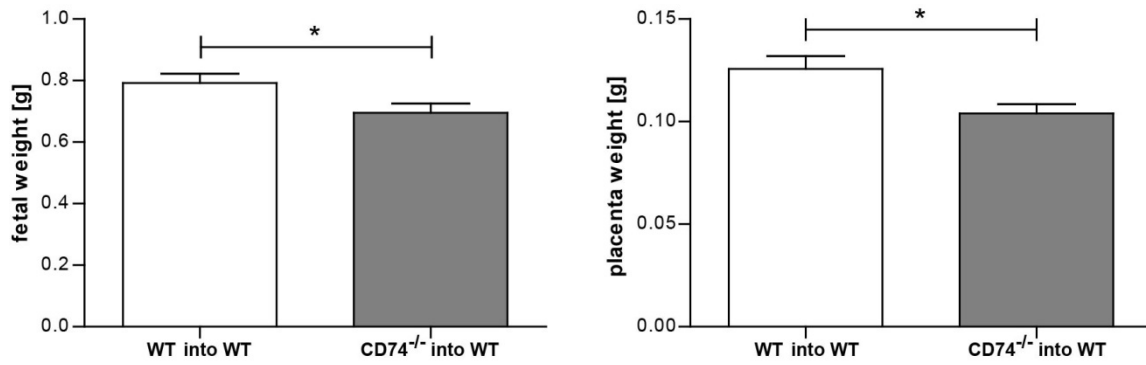 fetal weight [g]
1.0
0.8
0.6
0.4
0.2
0.0
*
WT into WT
CD74-/- into WT
placenta weight [g]
0.15
0.10
0.05
0.00
*
WT into WT
CD74-/- into WT